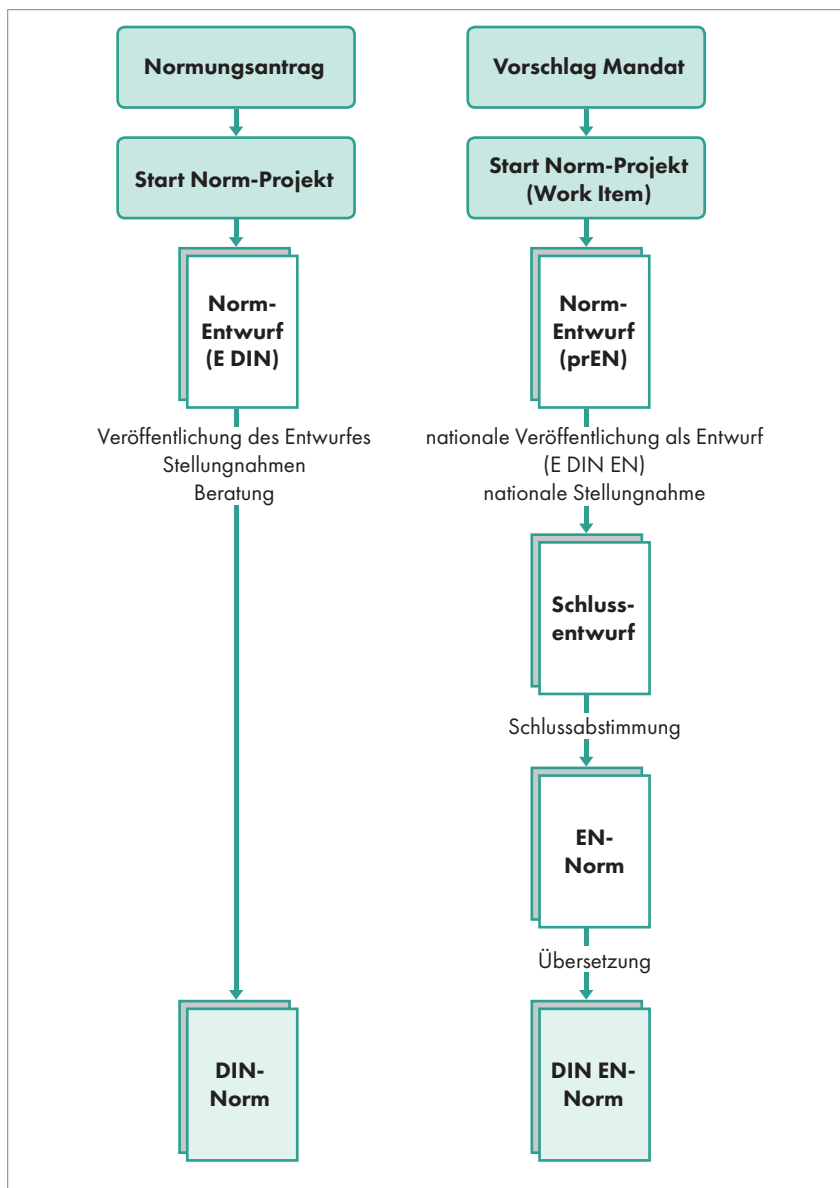 Normungsantrag
Start Norm-Projekt
Norm-
Entwurf
(E DIN)
Veröffentlichung des Entwurfes
Stellungnahmen
Beratung
DIN-
Norm
Vorschlag Mandat
Start Norm-Projekt
(Work Item)
Norm-
Entwurf
(prEN)
nationale Veröffentlichung als Entwurf
(E DIN EN)
nationale Stellungnahme
Schluss-
entwurf
Schlussabstimmung
EN-
Norm
Übersetzung
DIN EN-
Norm